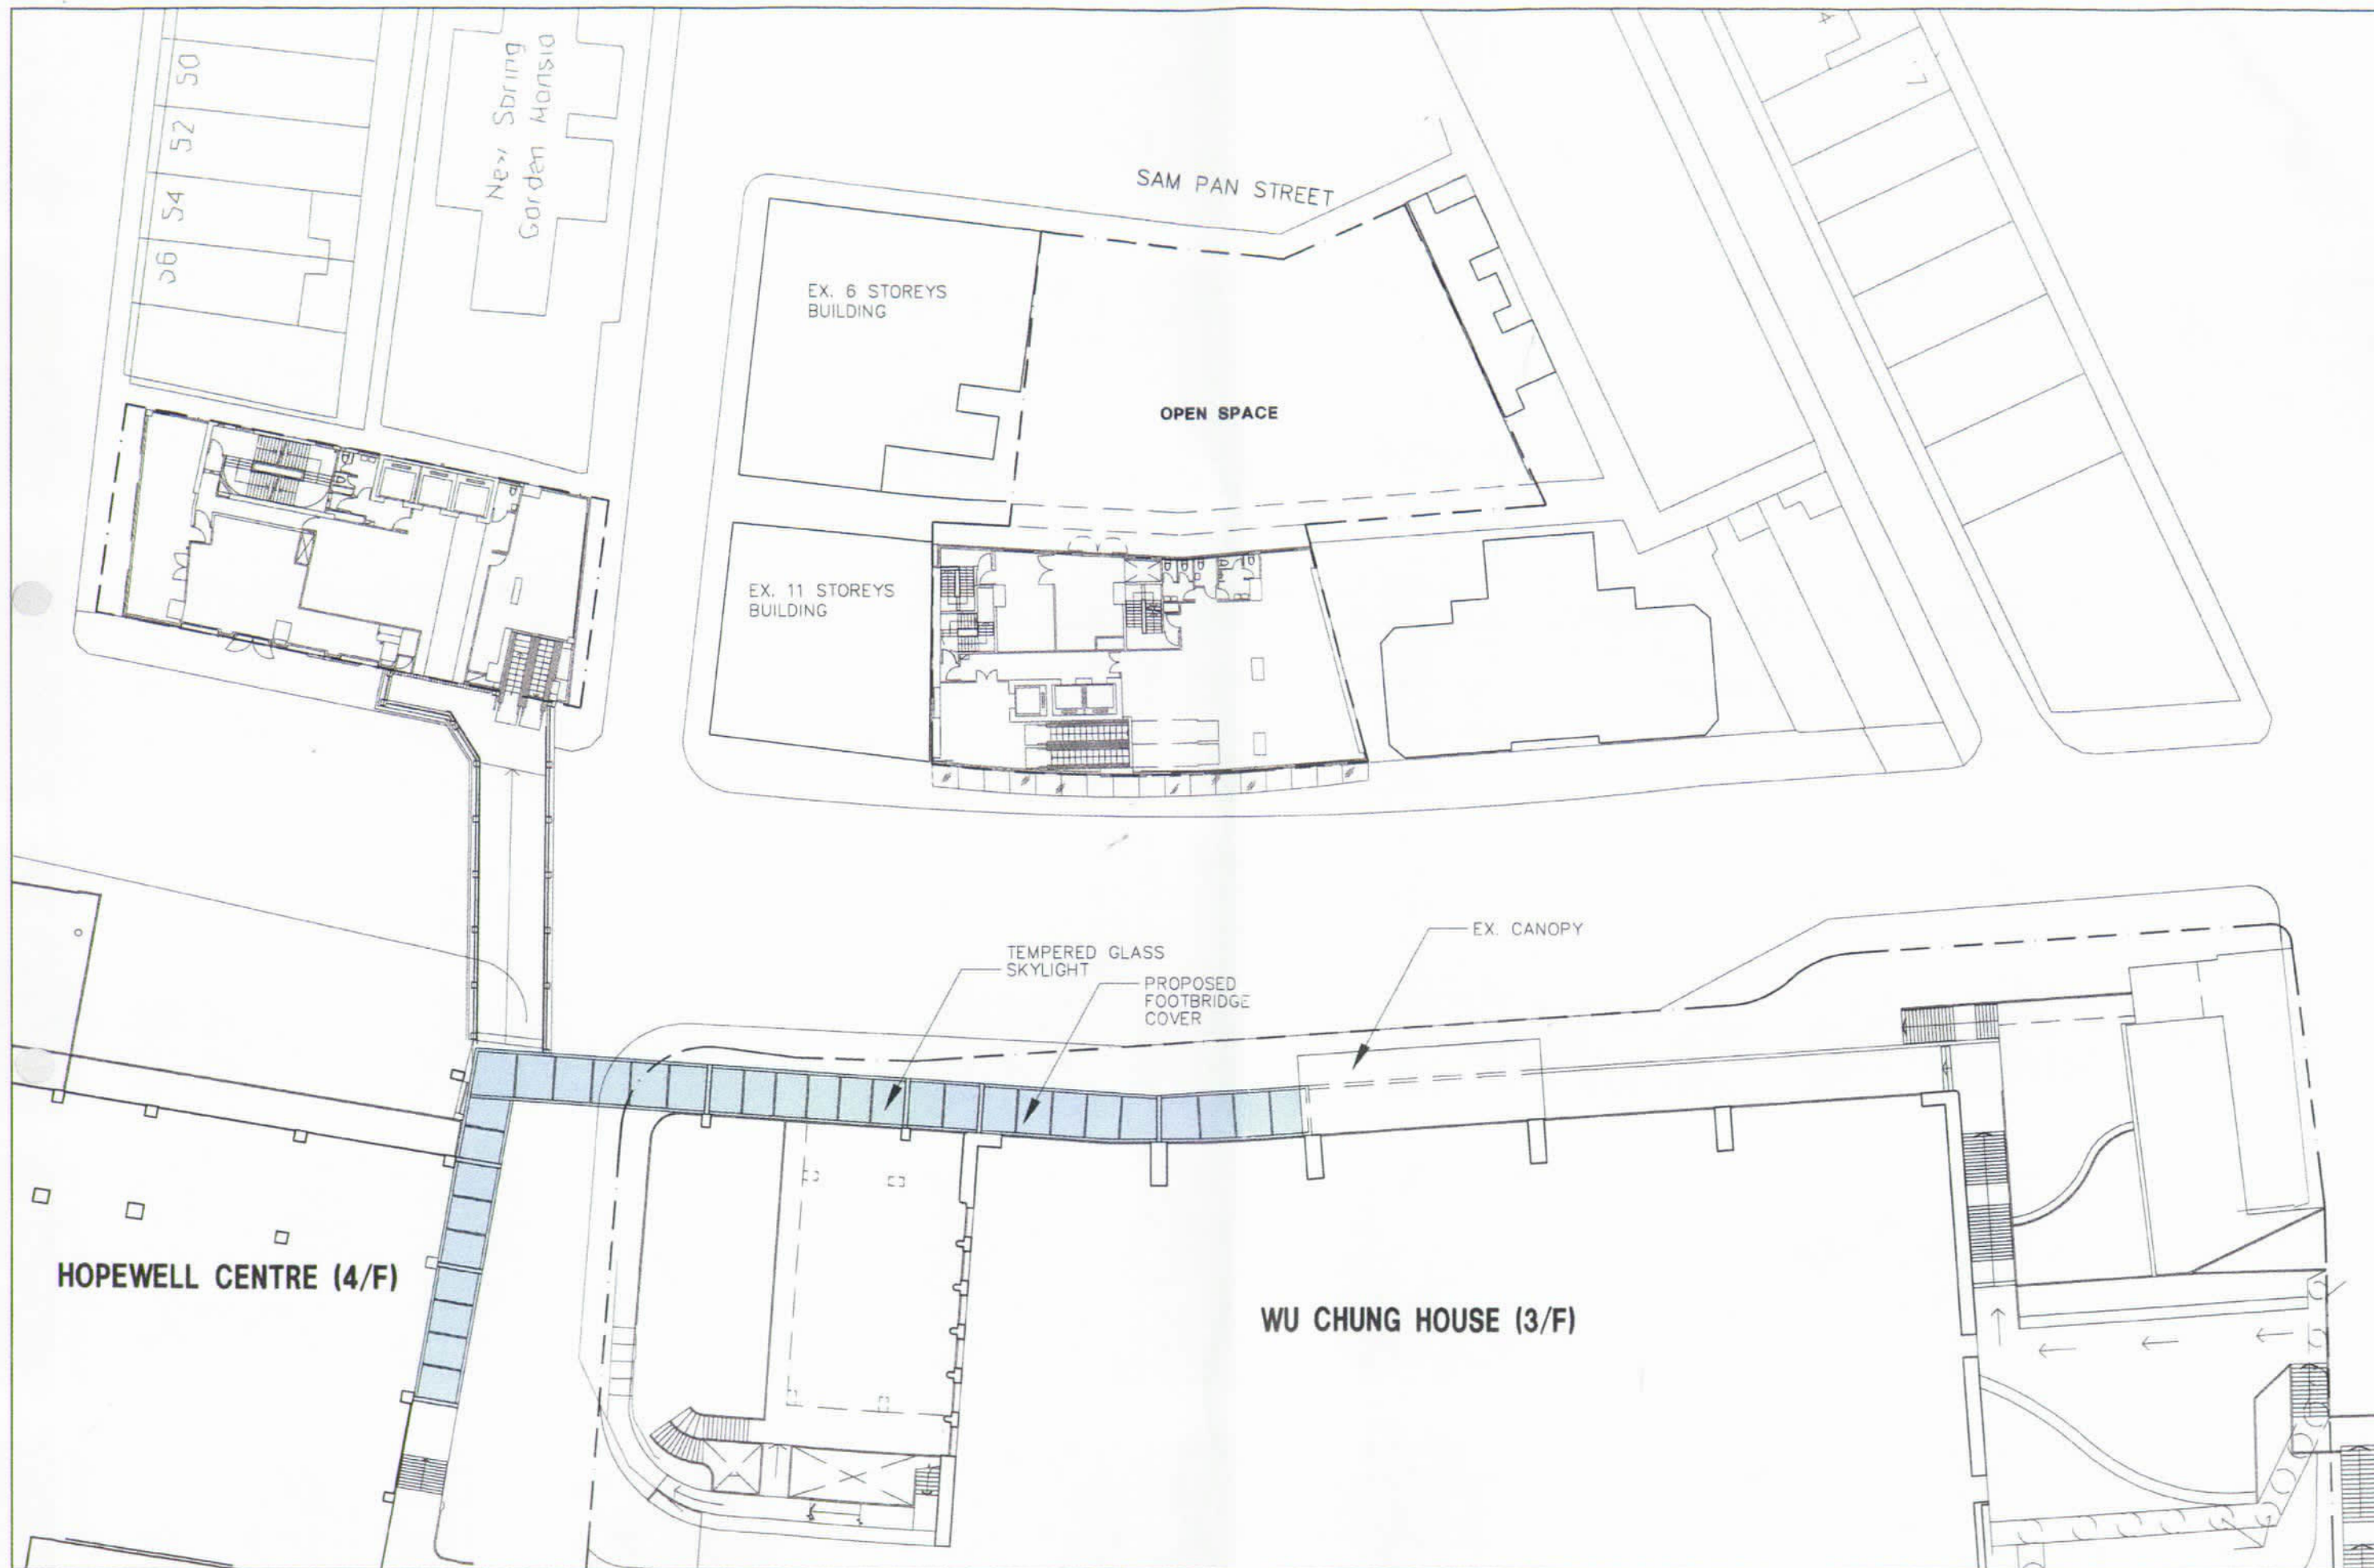 50
52
54
56
New Spring
Garden Mansio
SAM PAN STREET
EX. 6 STOREYS
BUILDING
OPEN SPACE
EX. 11 STOREYS
BUILDING
TEMPERED GLASS
SKYLIGHT
PROPOSED
FOOTBRIDGE
COVER
EX. CANOPY
HOPEWELL CENTRE (4/F)
WU CHUNG HOUSE (3/F)